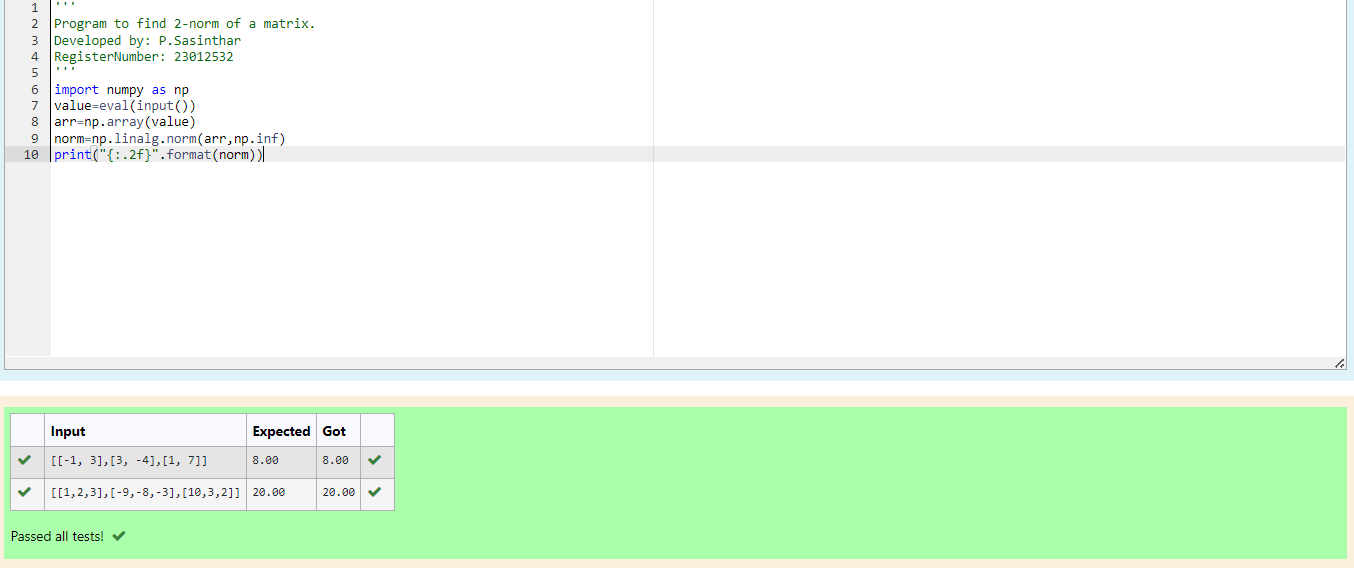 1 '''
2 Program to find 2-norm of a matrix.
3 Developed by: P.Sasinthar
4 RegisterNumber: 23012532
5 '''
6 import numpy as np
7 value=eval(input())
8 arr=np.array(value)
9 norm=np.linalg.norm(arr,np.inf)
10 print("{:.2f}".format(norm))
Input Expected Got
[[-1, 3],[3, -4],[1, 7]] 8.00 8.00
[[1,2,3],[-9,-8,-3],[10,3,2]] 20.00 20.00
Passed all tests!